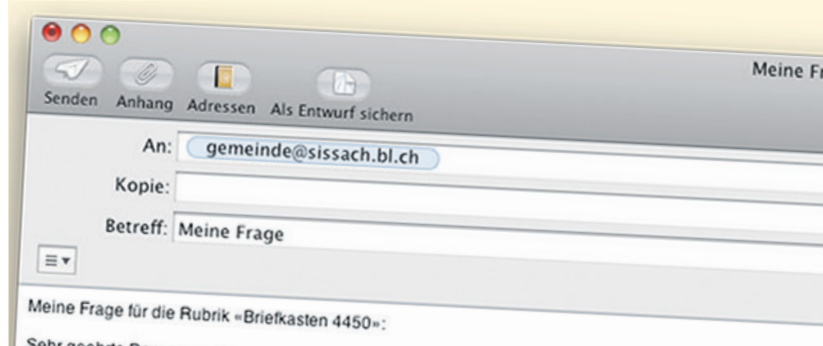 Meine Fr
Senden Anhang Adressen Als Entwurf sichern
An: gemeinde@sissach.bl.ch
Kopie:
Betreff: Meine Frage
Meine Frage für die Rubrik «Briefkasten 4450»: